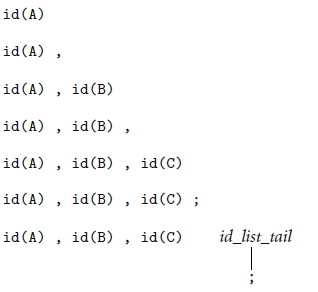 id(A)
id(A) ,
id(A) , id(B)
id(A) , id(B) ,
id(A) , id(B) , id(C)
id(A) , id(B) , id(C) ;
id(A) , id(B) , id(C) id_list_tail
;